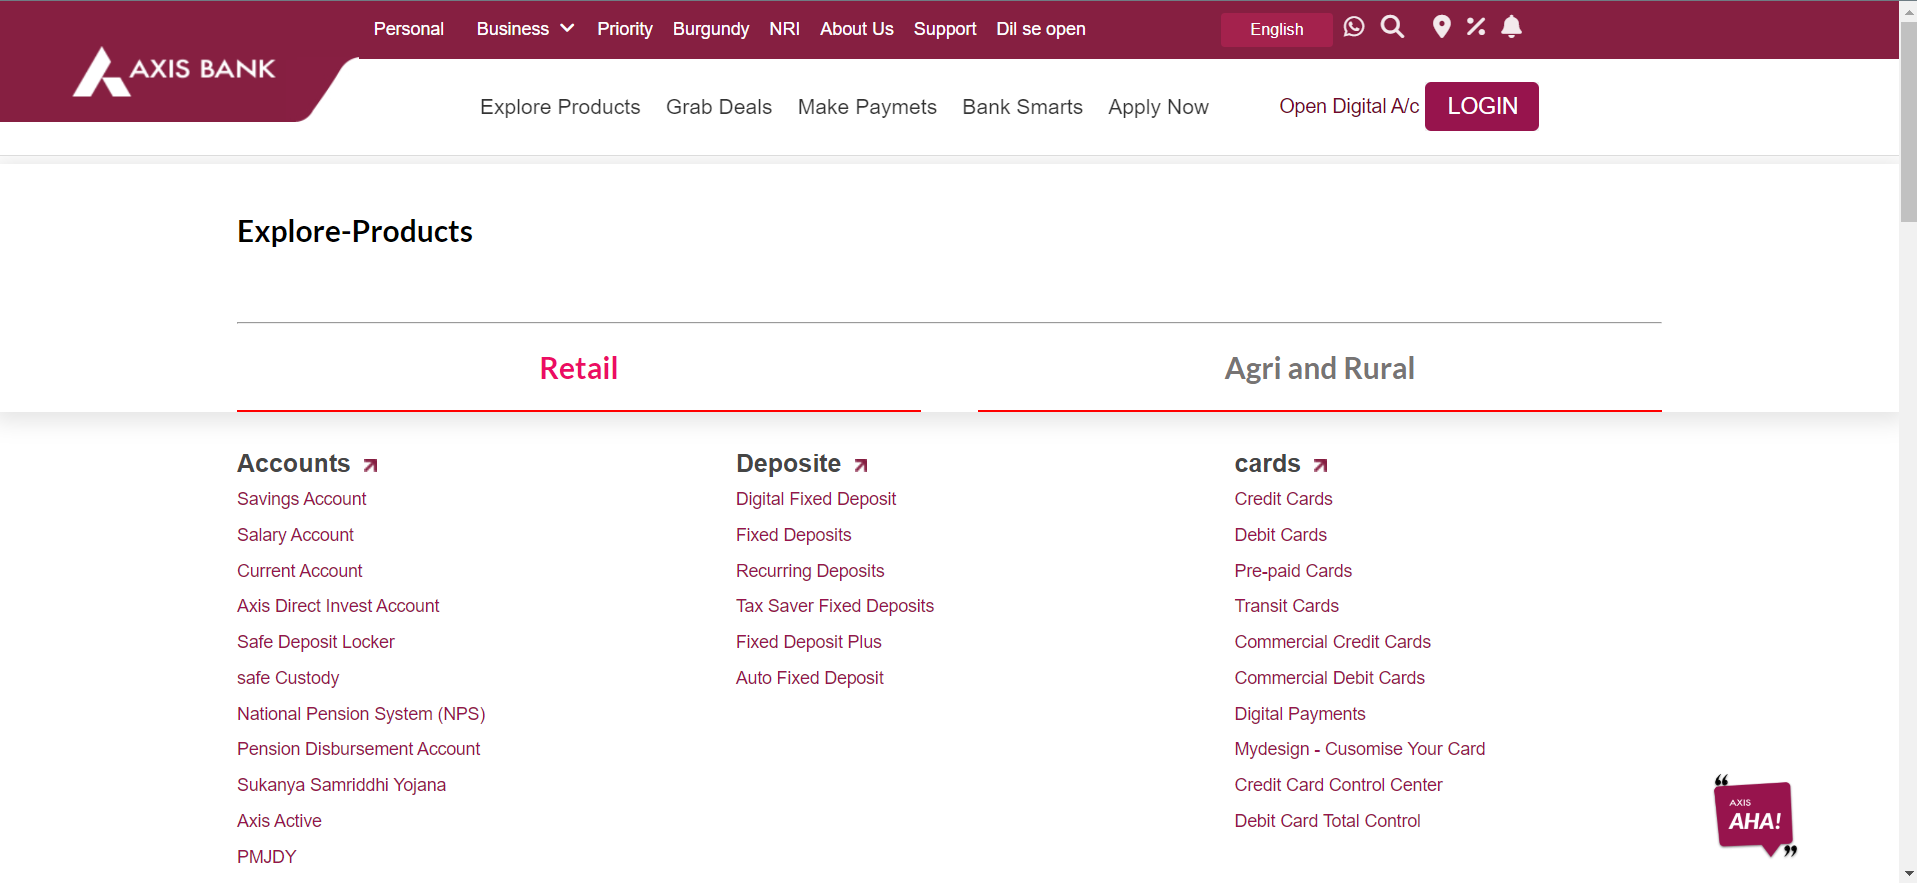 Personal Business Priority Burgundy NRI About Us Support Dil se open English
AXIS BANK
Explore Products Grab Deals Make Paymets Bank Smarts Apply Now Open Digital A/c LOGIN
Explore-Products
Retail Agri and Rural
Accounts
Savings Account
Salary Account
Current Account
Axis Direct Invest Account
Safe Deposit Locker
safe Custody
National Pension System (NPS)
Pension Disbursement Account
Sukanya Samriddhi Yojana
Axis Active
PMJDY
Deposite
Digital Fixed Deposit
Fixed Deposits
Recurring Deposits
Tax Saver Fixed Deposits
Fixed Deposit Plus
Auto Fixed Deposit
cards
Credit Cards
Debit Cards
Pre-paid Cards
Transit Cards
Commercial Credit Cards
Commercial Debit Cards
Digital Payments
Mydesign - Cusomise Your Card
Credit Card Control Center
Debit Card Total Control
“AXIS
AHA!”